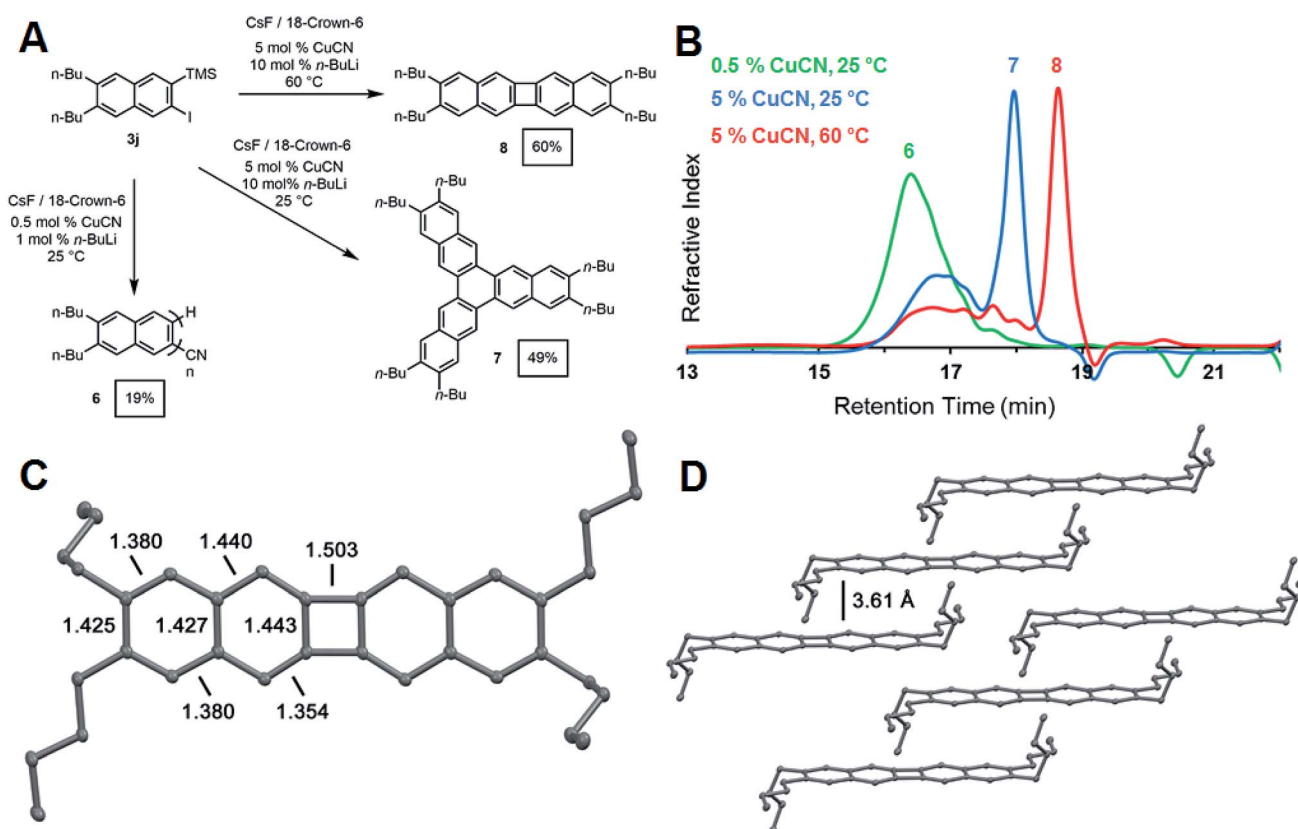 A
CsF / 18-Crown-6
5 mol % CuCN
10 mol % n-BuLi
60 °C
n-Bu
TMS
n-Bu
I
3j
n-Bu
n-Bu
n-Bu
n-Bu
8
60%
CsF / 18-Crown-6
5 mol % CuCN
10 mol% n-BuLi
25 °C
CsF / 18-Crown-6
0.5 mol % CuCN
1 mol % n-BuLi
25 °C
n-Bu
n-Bu
n-Bu
n-Bu
n-Bu
n-Bu
7
49%
n-Bu
H
n-Bu
CN
n
6
19%
B
0.5 % CuCN, 25 °C
5 % CuCN, 25 °C
5 % CuCN, 60 °C
6
7
8
Refractive Index
13
15
17
19
21
Retention Time (min)
C
1.380
1.440
1.503
1.425
1.427
1.443
1.380
1.354
D
3.61 Å